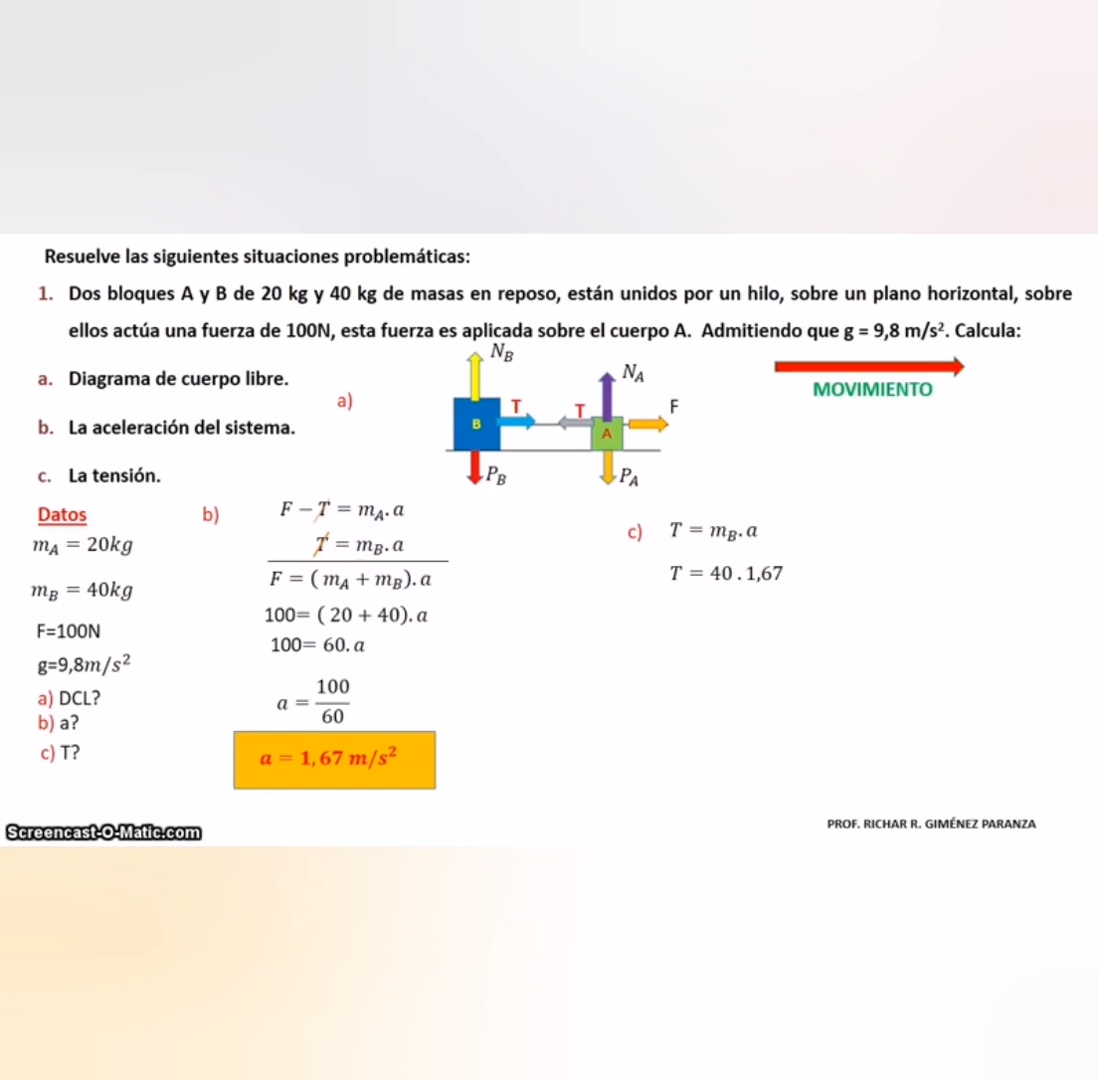 Resuelve las siguientes situaciones problemáticas:
1. Dos bloques A y B de 20 kg y 40 kg de masas en reposo, están unidos por un hilo, sobre un plano horizontal, sobre
ellos actúa una fuerza de 100N, esta fuerza es aplicada sobre el cuerpo A. Admitiendo que g = 9,8 m/s². Calcula:
a. Diagrama de cuerpo libre.
b. La aceleración del sistema.
c. La tensión.
a)
N_B
N_A
T
T
F
B
A
P_B
P_A
MOVIMIENTO
Datos
m_A = 20kg
m_B = 40kg
F=100N
g=9,8m/s²
a) DCL?
b) a?
c) T?
b)
F − T = m_A. a
T = m_B. a
F = ( m_A + m_B). a
100= ( 20 + 40). a
100= 60. a
a = 100/60
a = 1, 67 m/s²
c) T = m_B. a
T = 40 . 1,67
PROF. RICHAR R. GIMÉNEZ PARANZA
Screencast-O-Matic.com